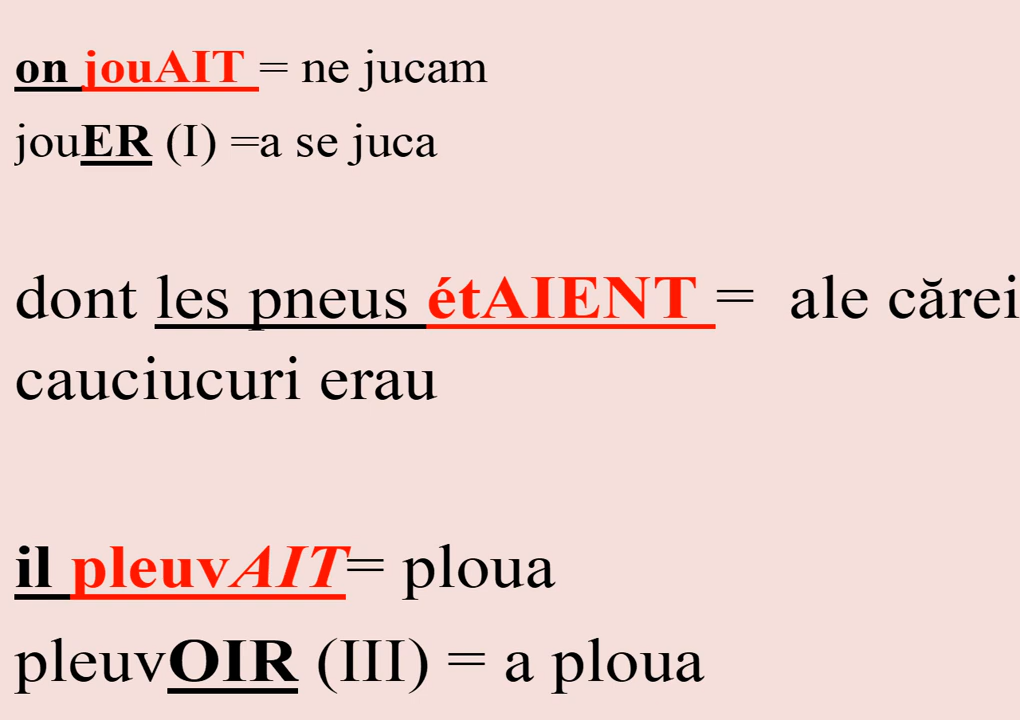 on jouAIT = ne jucam
jouER (I) =a se juca
dont les pneus étAIENT = ale cărei
cauciucuri erau
il pleuvAIT= ploua
pleuvOIR (III) = a ploua